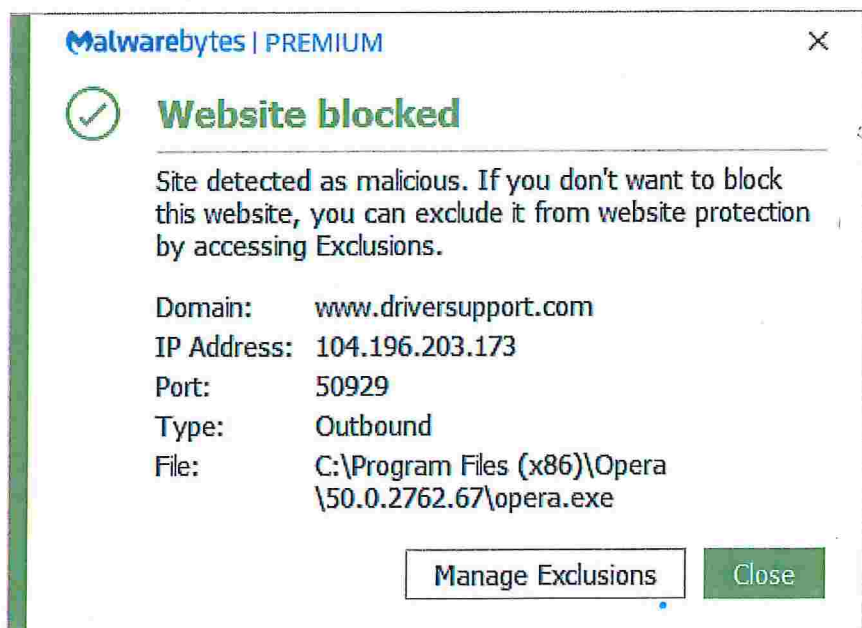 Malwarebytes | PREMIUM
Website blocked
Site detected as malicious. If you don't want to block
this website, you can exclude it from website protection
by accessing Exclusions.
Domain: www.driversupport.com
IP Address: 104.196.203.173
Port: 50929
Type: Outbound
File: C:\Program Files (x86)\Opera
\50.0.2762.67\opera.exe
Manage Exclusions Close